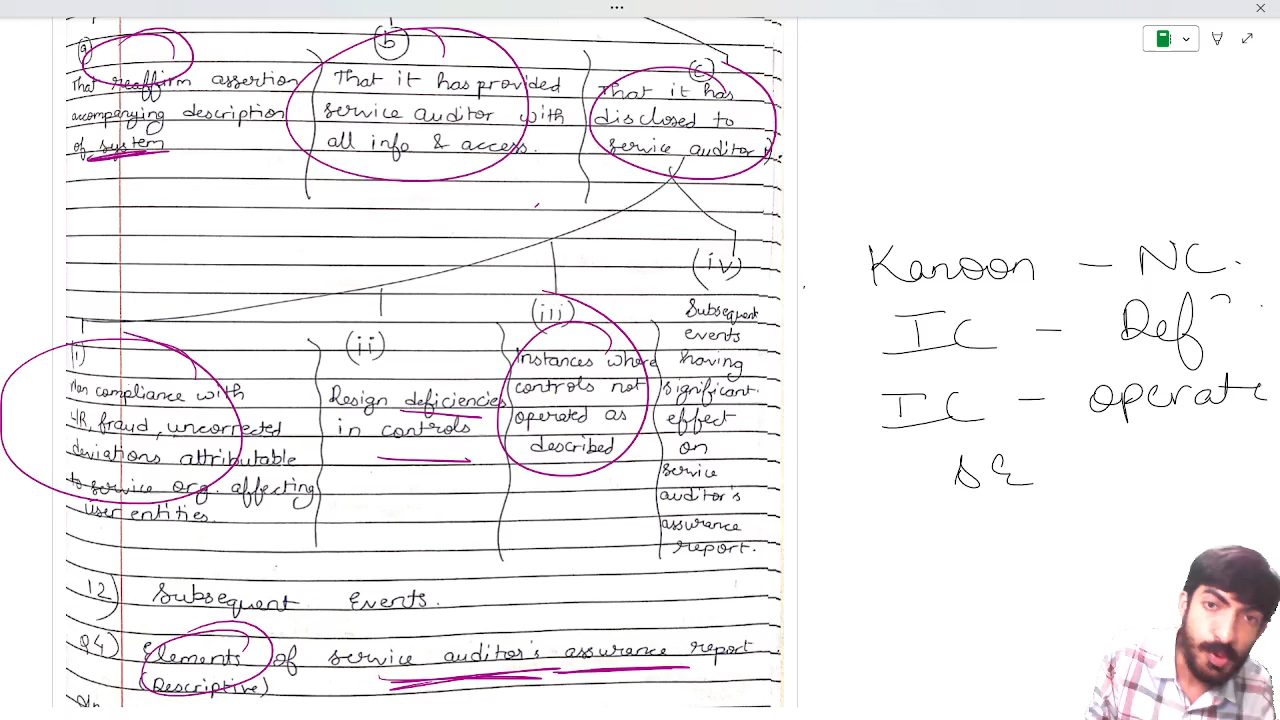 (a)
That reaffirm assertion
accompanying description
of system
(b)
That it has provided
service auditor with
all info & access.
(c)
That it has
disclosed to
service auditor
(i)
Non compliance with
fraud, uncorrected
deviations attributable
to service org. affecting
user entities.
(ii)
Design deficiencies
in controls
(iii)
Instances where
controls not
operated as
described
(iv)
Subsequent
events
having
significant
effect
on
service
auditor's
assurance
report.
12) Subsequent Events.
Q4) Elements of service auditor's assurance report
(Descriptive)
Kanoon - NC.
IC - Def
IC - operate
SE